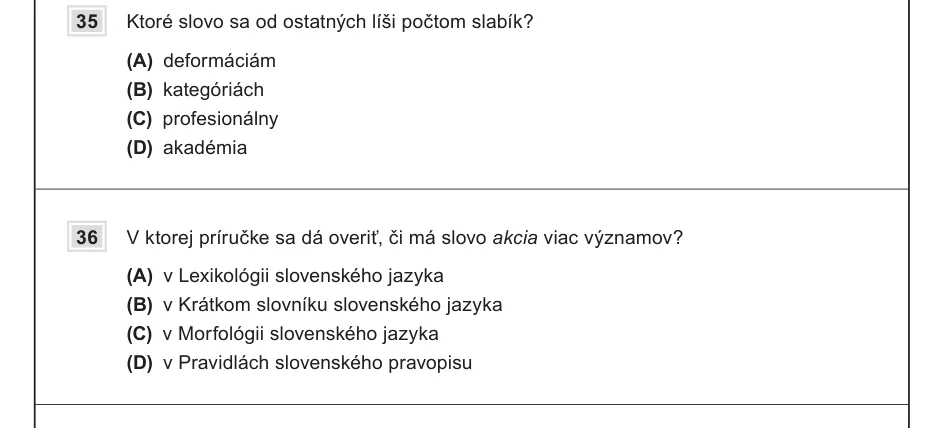 35 Ktoré slovo sa od ostatných líši počtom slabík?
(A) deformáciám
(B) kategóriách
(C) profesionálny
(D) akadémia
36 V ktorej príručke sa dá overiť, či má slovo akcia viac významov?
(A) v Lexikológii slovenského jazyka
(B) v Krátkom slovníku slovenského jazyka
(C) v Morfológii slovenského jazyka
(D) v Pravidlách slovenského pravopisu